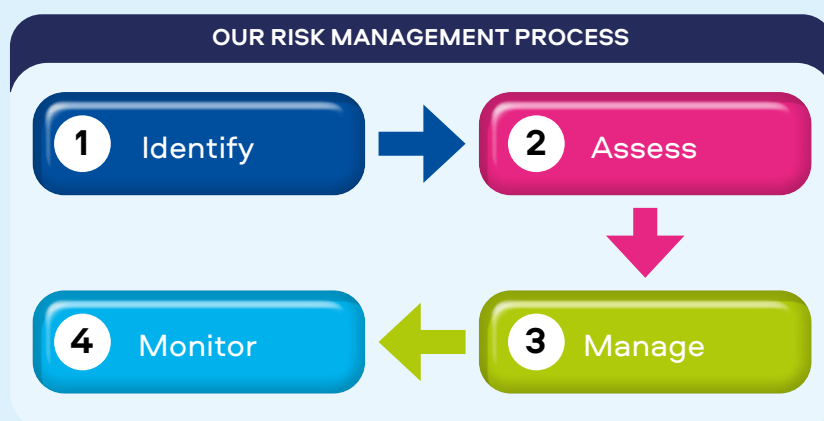 OUR RISK MANAGEMENT PROCESS
1 Identify
2 Assess
3 Manage
4 Monitor